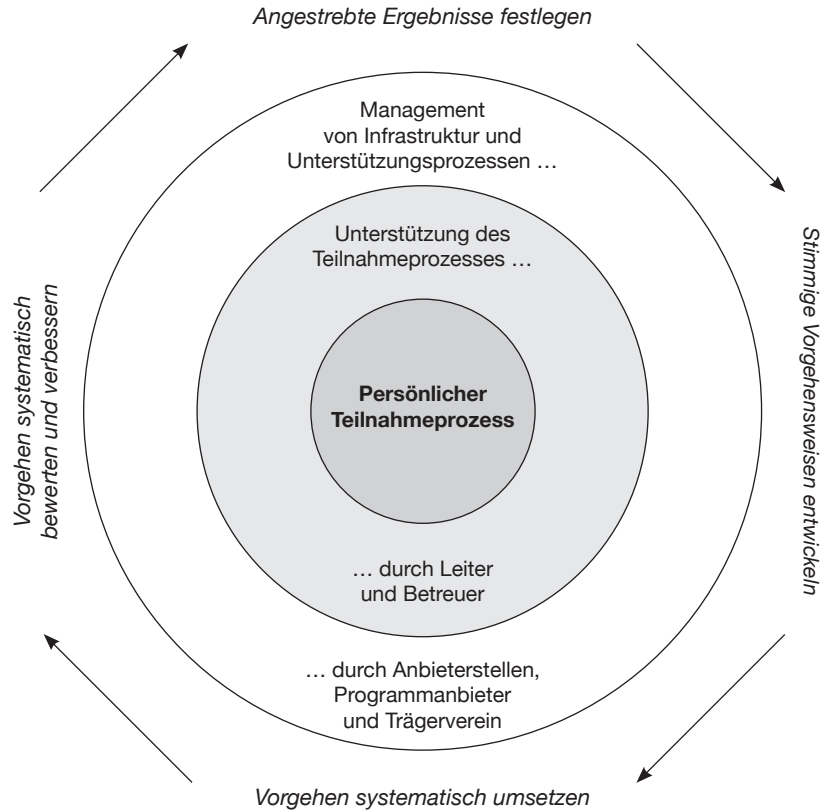 Angestrebte Ergebnisse festlegen
Management
von Infrastruktur und
Unterstützungsprozessen …
Unterstützung des
Teilnahmeprozesses …
Persönlicher
Teilnahmeprozess
… durch Leiter
und Betreuer
… durch Anbieterstellen,
Programmanbieter
und Trägerverein
Stimmige Vorgehensweisen entwickeln
Vorgehen systematisch umsetzen
Vorgehen systematisch
bewerten und verbessern